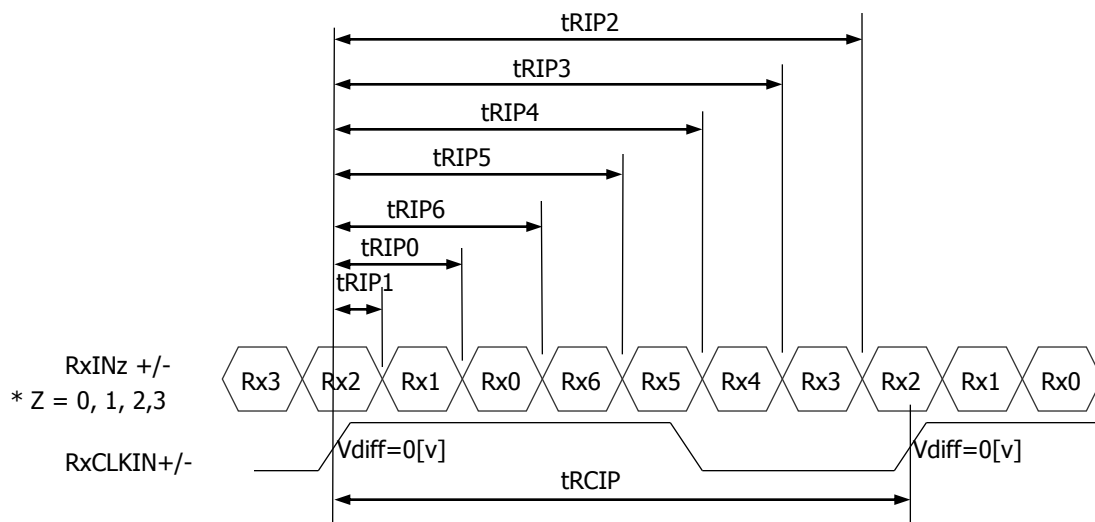 tRIP2
tRIP3
tRIP4
tRIP5
tRIP6
tRIP0
tRIP1
RxINz +/-
* Z = 0, 1, 2,3
Rx3 Rx2 Rx1 Rx0 Rx6 Rx5 Rx4 Rx3 Rx2 Rx1 Rx0
RxCLKIN+/- Vdiff=0[v] Vdiff=0[v]
tRCIP